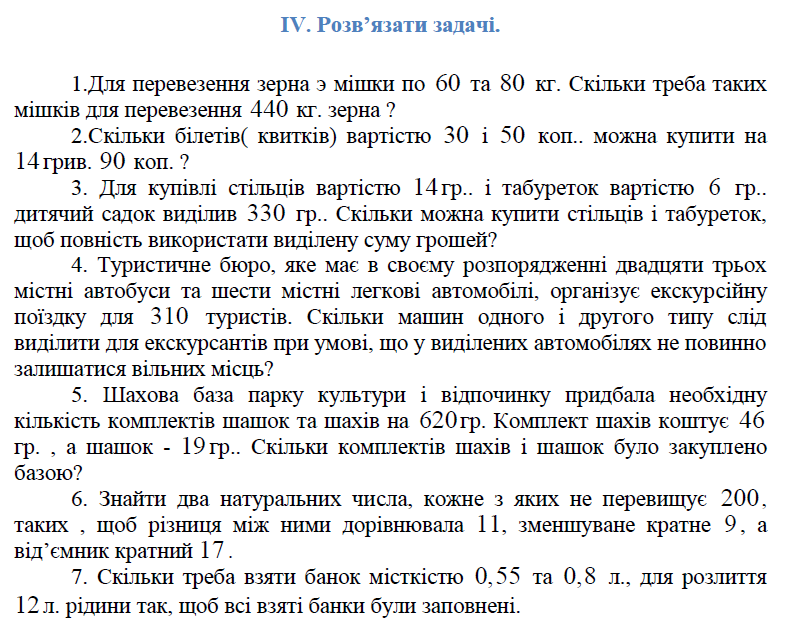 IV. Розв’язати задачі.
1.Для перевезення зерна э мішки по 60 та 80 кг. Скільки треба таких
мішків для перевезення 440 кг. зерна ?
2.Скільки білетів( квитків) вартістю 30 і 50 коп.. можна купити на
14 грив. 90 коп. ?
3. Для купівлі стільців вартістю 14 гр.. і табуреток вартістю 6 гр..
дитячий садок виділив 330 гр.. Скільки можна купити стільців і табуреток,
щоб повність використати виділену суму грошей?
4. Туристичне бюро, яке має в своєму розпорядженні двадцяти трьох
містні автобуси та шести містні легкові автомобілі, організує екскурсійну
поїздку для 310 туристів. Скільки машин одного і другого типу слід
виділити для екскурсантів при умові, що у виділених автомобілях не повинно
залишатися вільних місць?
5. Шахова база парку культури і відпочинку придбала необхідну
кількість комплектів шашок та шахів на 620 гр. Комплект шахів коштує 46
гр. , а шашок - 19 гр.. Скільки комплектів шахів і шашок було закуплено
базою?
6. Знайти два натуральних числа, кожне з яких не перевищує 200,
таких , щоб різниця між ними дорівнювала 11, зменшуване кратне 9, а
від’ємник кратний 17.
7. Скільки треба взяти банок місткістю 0,55 та 0,8 л., для розлиття
12 л. рідини так, щоб всі взяті банки були заповнені.